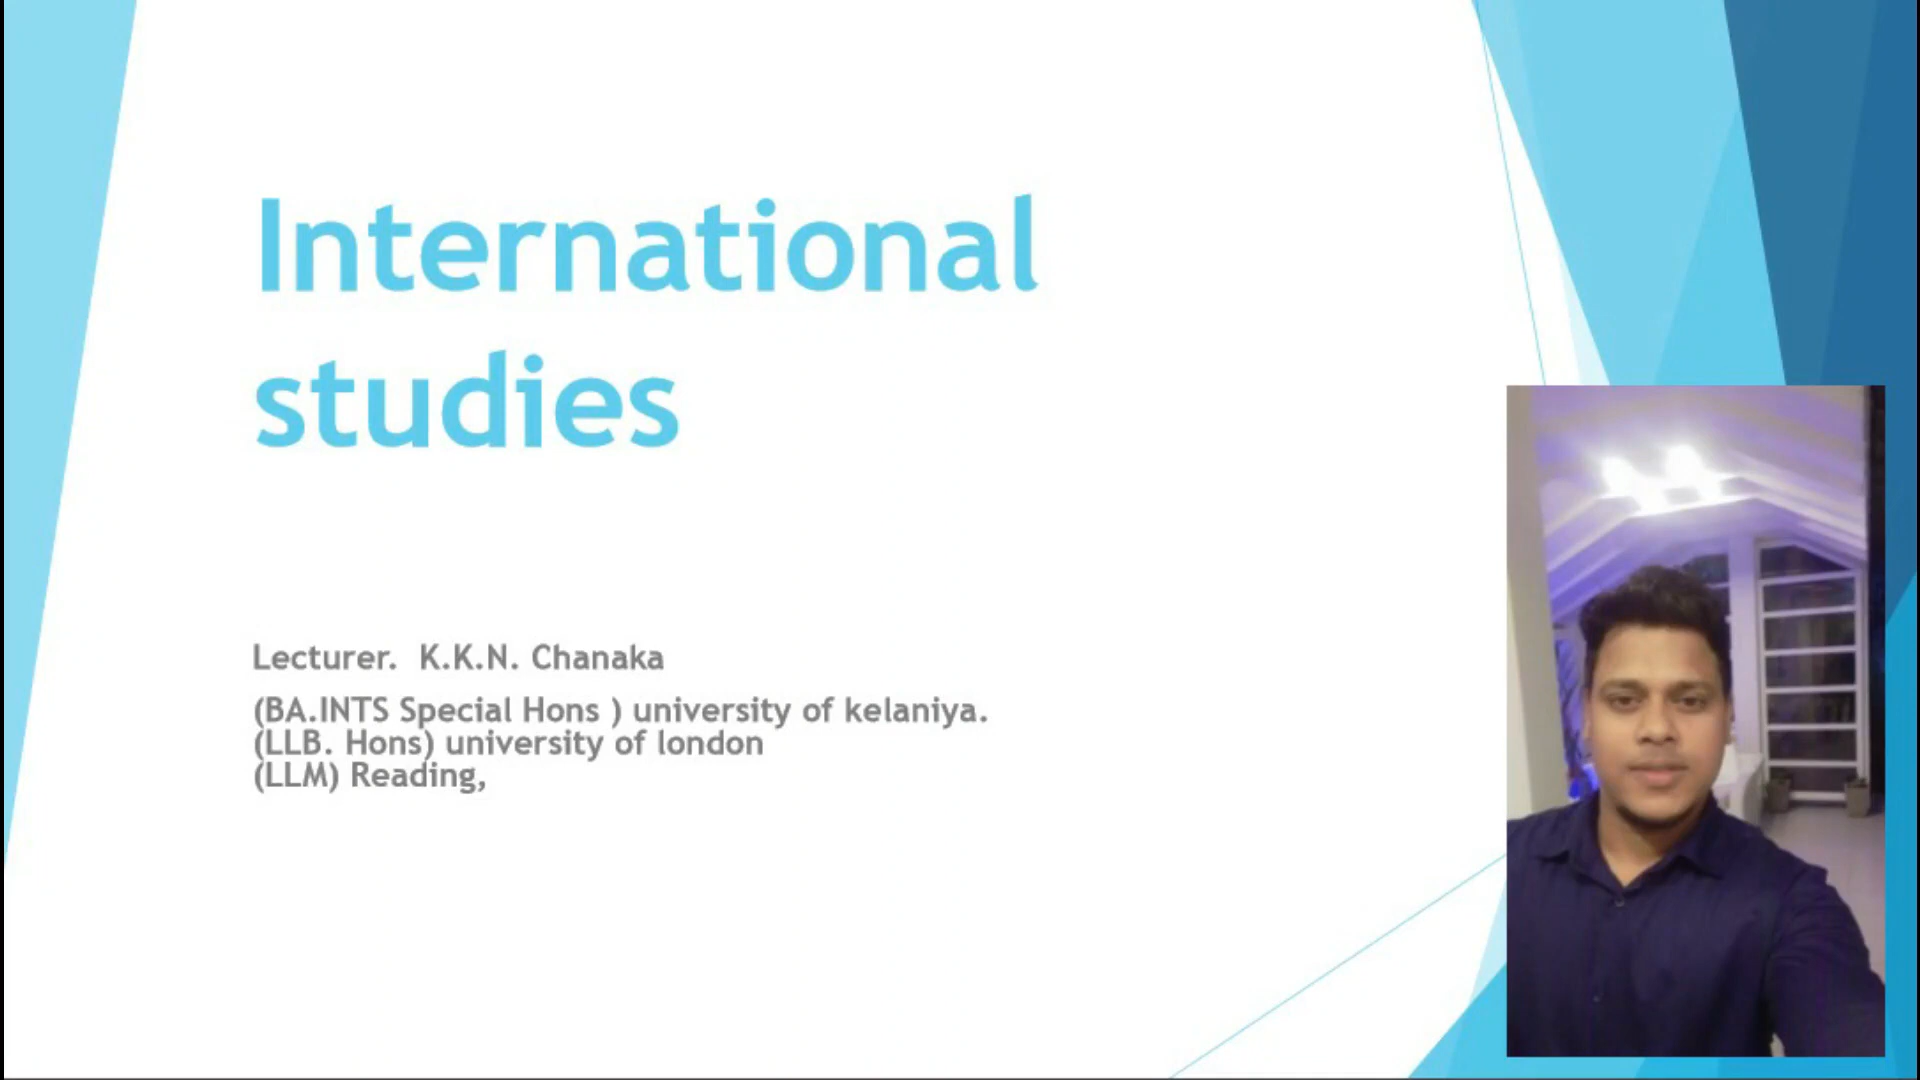 International
studies
Lecturer.  K.K.N. Chanaka
(BA.INTS Special Hons ) university of kelaniya.
(LLB. Hons) university of london
(LLM) Reading,